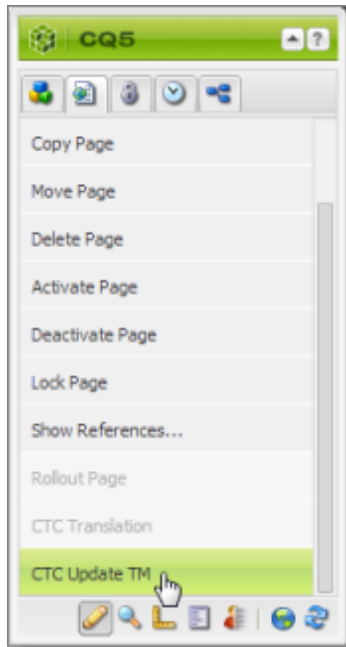 CQ5
?
Copy Page
Move Page
Delete Page
Activate Page
Deactivate Page
Lock Page
Show References...
Rollout Page
CTC Translation
CTC Update TM